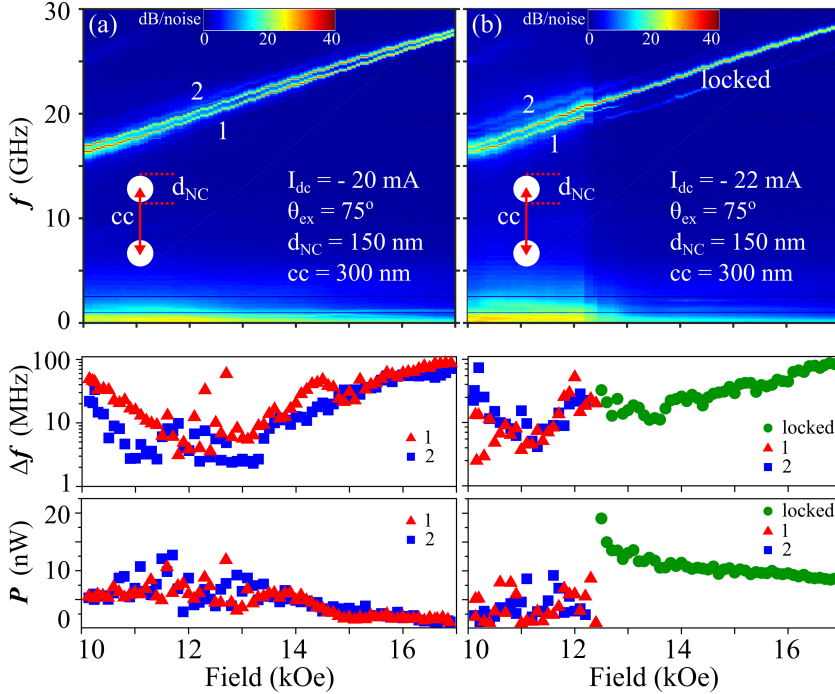 dB/noise
0 20 40
(a)
dB/noise
0 20 40
(b)
30
20
10
0
f (GHz)
2
1
d_NC
cc
I_dc = - 20 mA
θ_ex = 75°
d_NC = 150 nm
cc = 300 nm
2
1
locked
d_NC
cc
I_dc = - 22 mA
θ_ex = 75°
d_NC = 150 nm
cc = 300 nm
100
10
1
Δf (MHz)
1
2
locked
1
2
20
10
0
P (nW)
1
2
locked
1
2
10 12 14 16
Field (kOe)
10 12 14 16
Field (kOe)